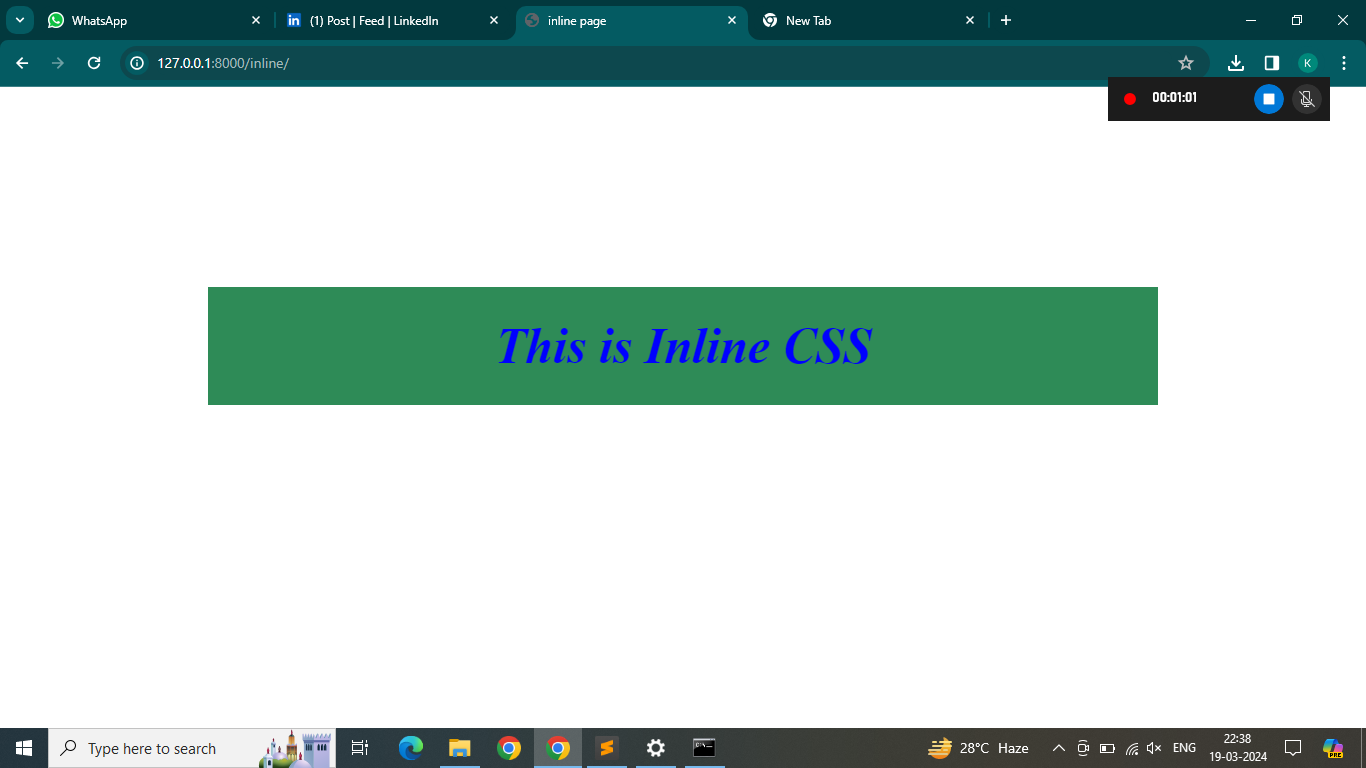 WhatsApp
(1) Post | Feed | LinkedIn
inline page
New Tab
127.0.0.1:8000/inline/
K
00:01:01
This is Inline CSS
Type here to search
28°C Haze
ENG
22:38
19-03-2024
PRE